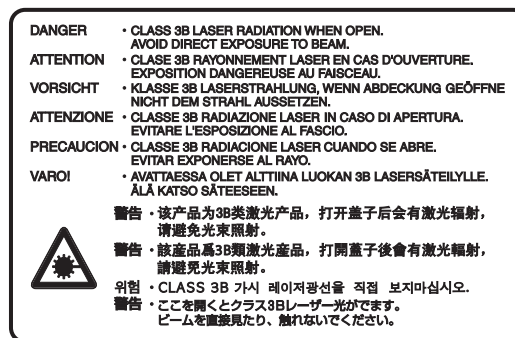 DANGER · CLASS 3B LASER RADIATION WHEN OPEN.
AVOID DIRECT EXPOSURE TO BEAM.
ATTENTION · CLASE 3B RAYONNEMENT LASER EN CAS D'OUVERTURE.
EXPOSITION DANGEREUSE AU FAISCEAU.
VORSICHT · KLASSE 3B LASERSTRAHLUNG, WENN ABDECKUNG GEÖFFNE
NICHT DEM STRAHL AUSSETZEN.
ATTENZIONE · CLASSE 3B RADIAZIONE LASER IN CASO DI APERTURA.
EVITARE L'ESPOSIZIONE AL FASCIO.
PRECAUCION · CLASSE 3B RADIACIONE LASER CUANDO SE ABRE.
EVITAR EXPONERSE AL RAYO.
VARO! · AVATTAESSA OLET ALTTIINA LUOKAN 3B LASERSÄTEILYLLE.
ÄLÄ KATSO SÄTEESEEN.
警告 · 该产品为3B类激光产品，打开盖子后会有激光辐射，
请避免光束照射。
警告 · 該産品爲3B類激光産品，打開蓋子後會有激光輻射，
請避免光束照射。
위험 · CLASS 3B 가시 레이저광선을 직접 보지마십시오.
警告 · ここを開くとクラス3Bレーザー光がでます。
ビームを直接見たり、触れないでください。